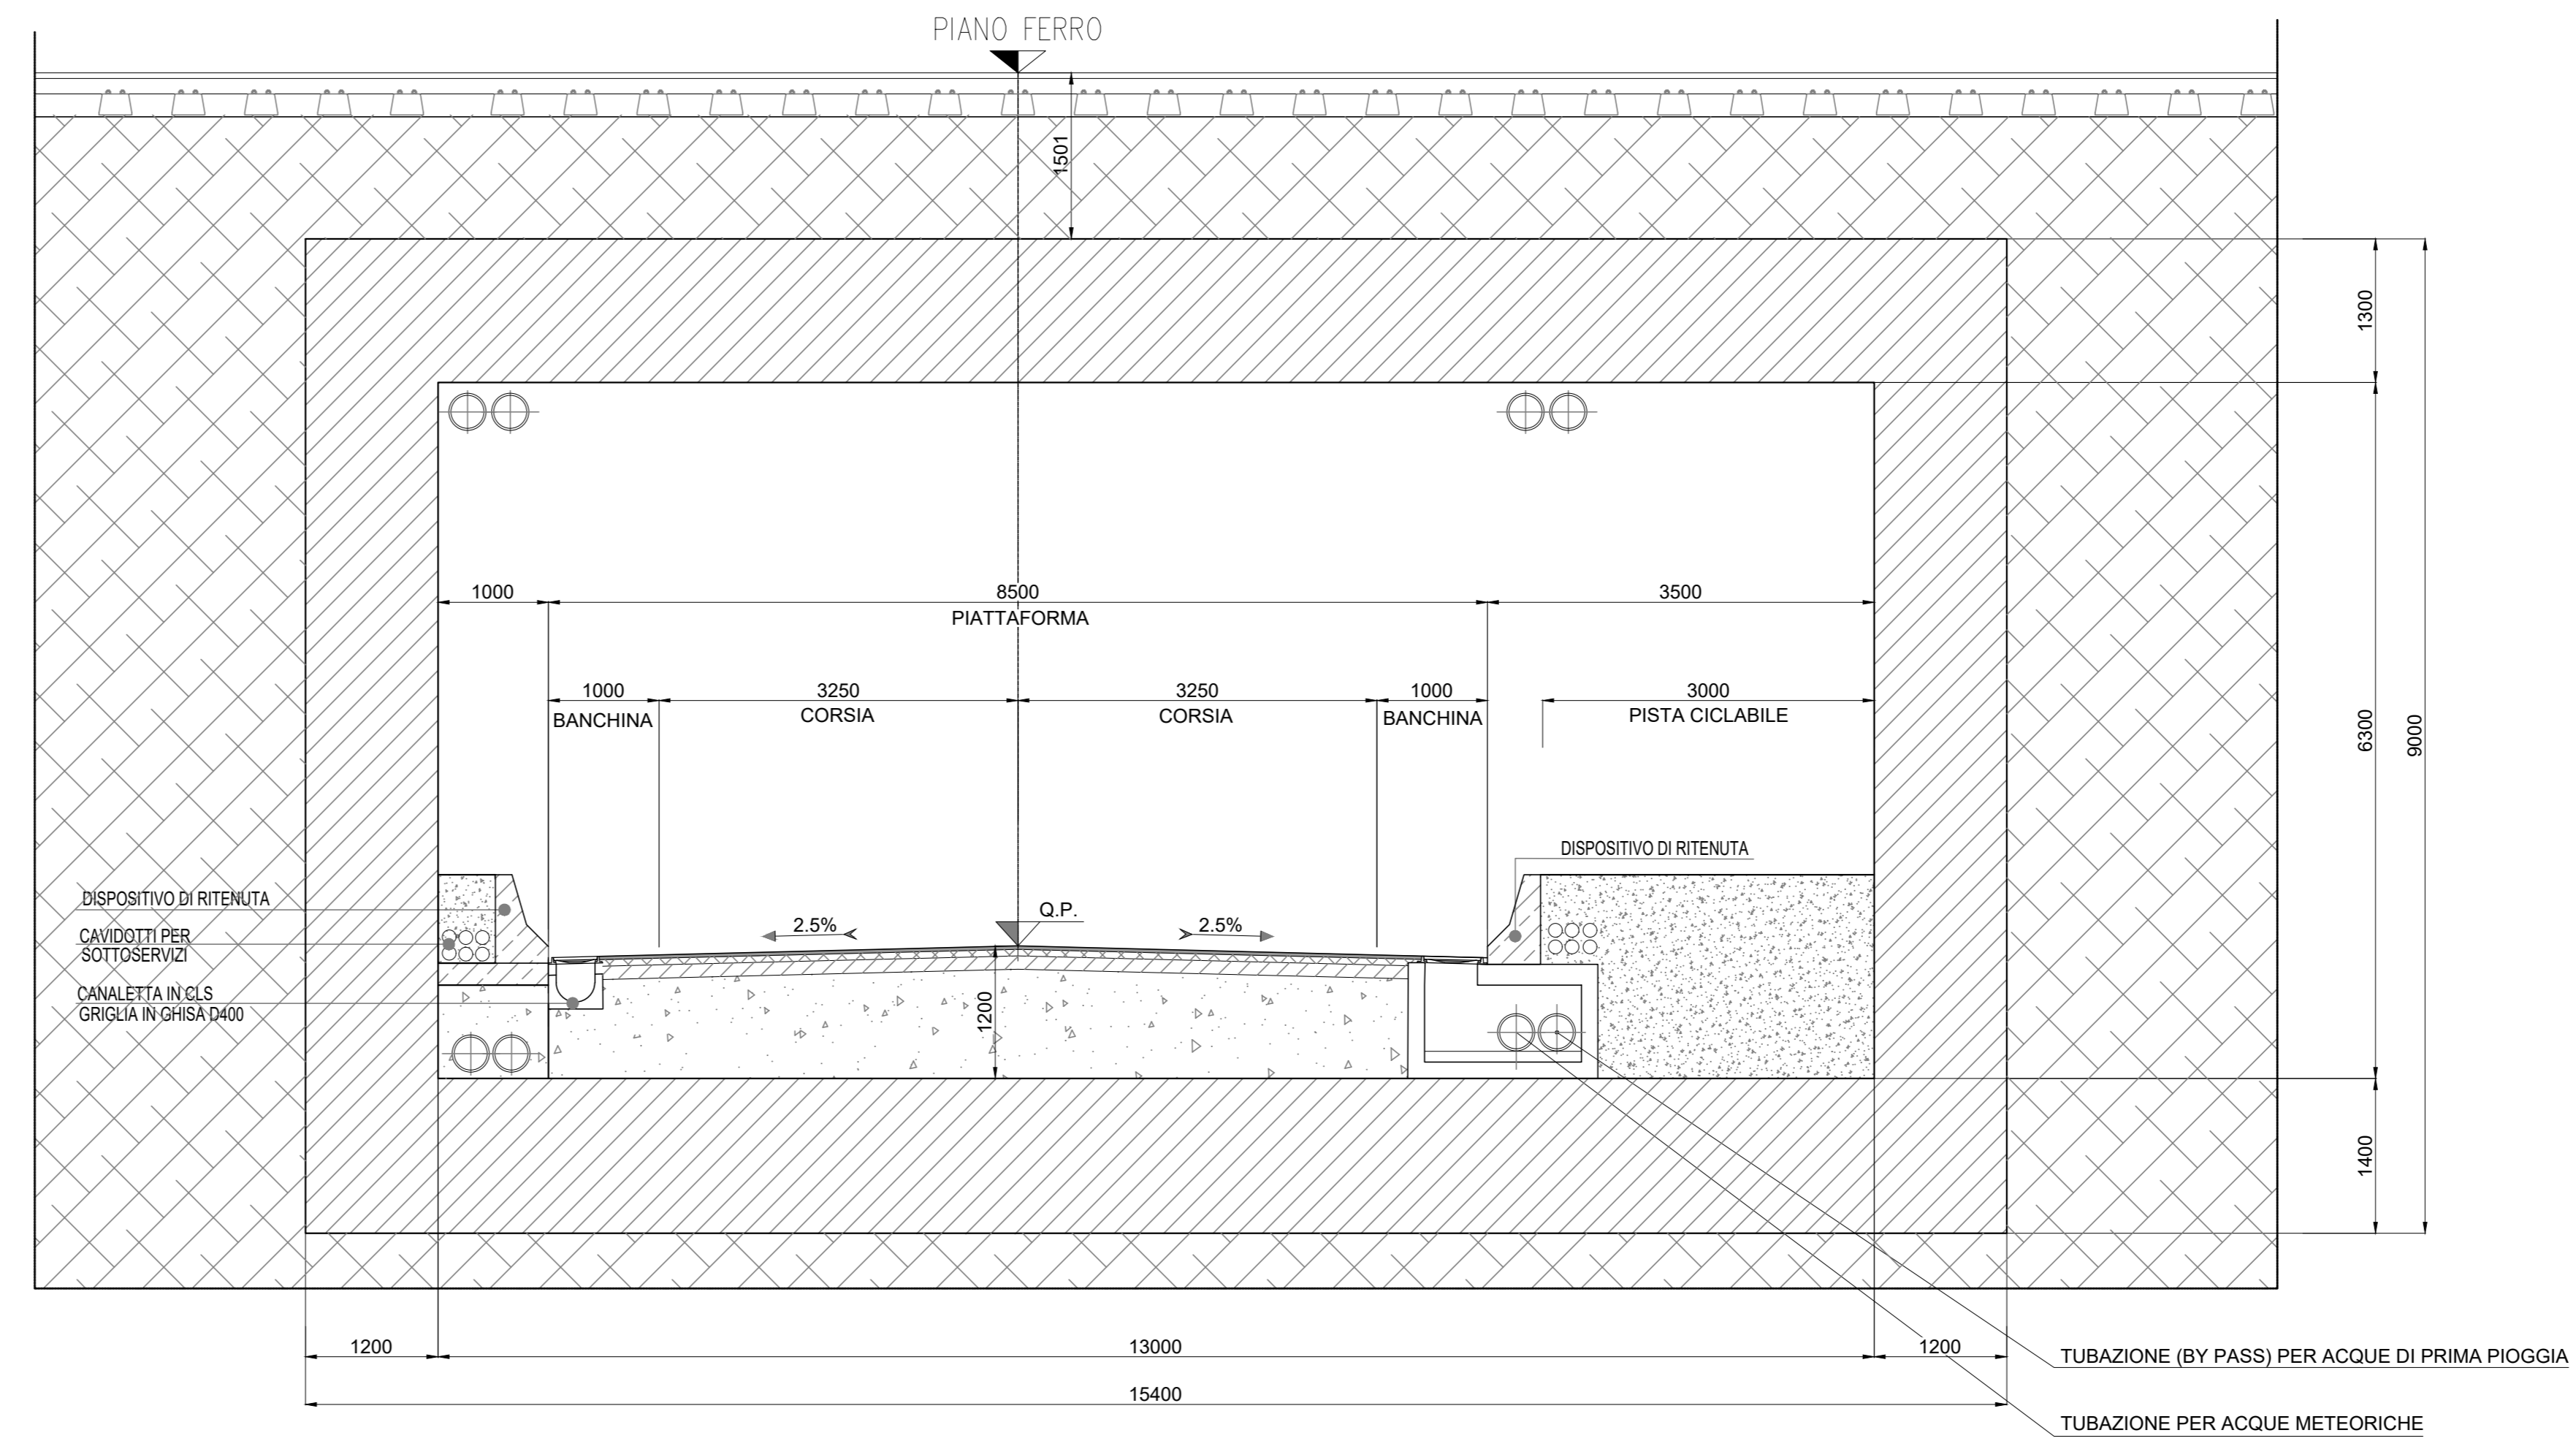 PIANO FERRO
1501
1300
1000
8500
3500
PIATTAFORMA
1000
3250
3250
1000
3000
BANCHINA
CORSIA
CORSIA
BANCHINA
PISTA CICLABILE
6300
9000
DISPOSITIVO DI RITENUTA
DISPOSITIVO DI RITENUTA
CAVIDOTTI PER
SOTTOSERVIZI
CANALETTA IN CLS
GRIGLIA IN GHISA D400
2.5%
Q.P.
2.5%
1200
1400
1200
13000
1200
15400
TUBAZIONE (BY PASS) PER ACQUE DI PRIMA PIOGGIA
TUBAZIONE PER ACQUE METEORICHE